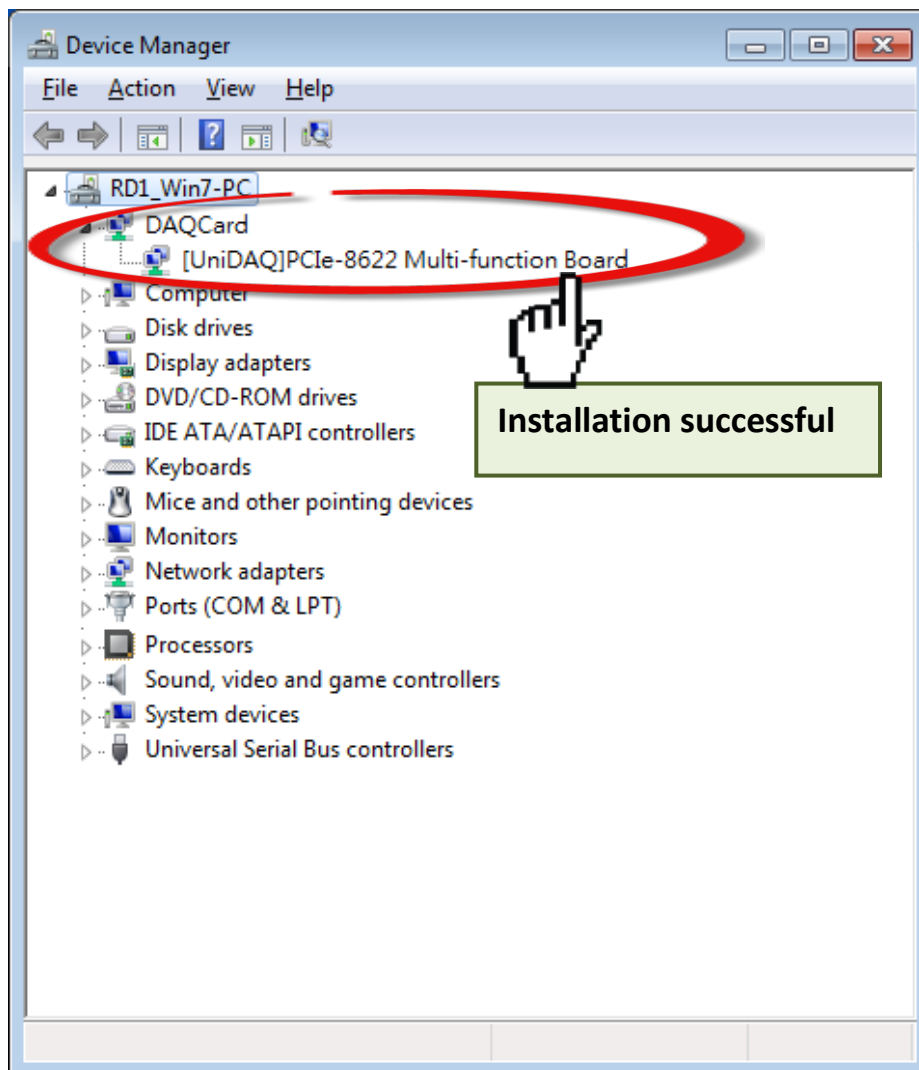 Device Manager
File Action View Help
RD1_Win7-PC
DAQCard
[UniDAQ]PCIe-8622 Multi-function Board
Computer
Disk drives
Display adapters
DVD/CD-ROM drives
IDE ATA/ATAPI controllers
Keyboards
Mice and other pointing devices
Monitors
Network adapters
Ports (COM & LPT)
Processors
Sound, video and game controllers
System devices
Universal Serial Bus controllers
Installation successful